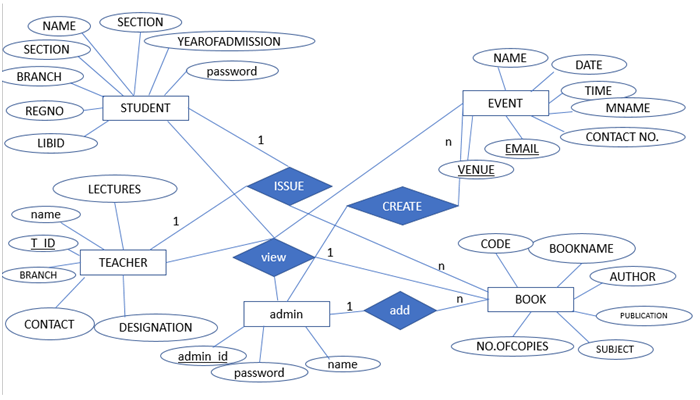 SECTION
NAME
YEAROFADMISSION
SECTION
password
BRANCH
STUDENT
REGNO
LIBID
NAME
DATE
TIME
EVENT
MNAME
CONTACT NO.
EMAIL
VENUE
1
n
ISSUE
CREATE
LECTURES
name
1
T_ID
TEACHER
BRANCH
CONTACT
DESIGNATION
view
1
n
CODE
BOOKNAME
AUTHOR
BOOK
PUBLICATION
NO.OFCOPIES
SUBJECT
admin
1
add
n
admin_id
password
name